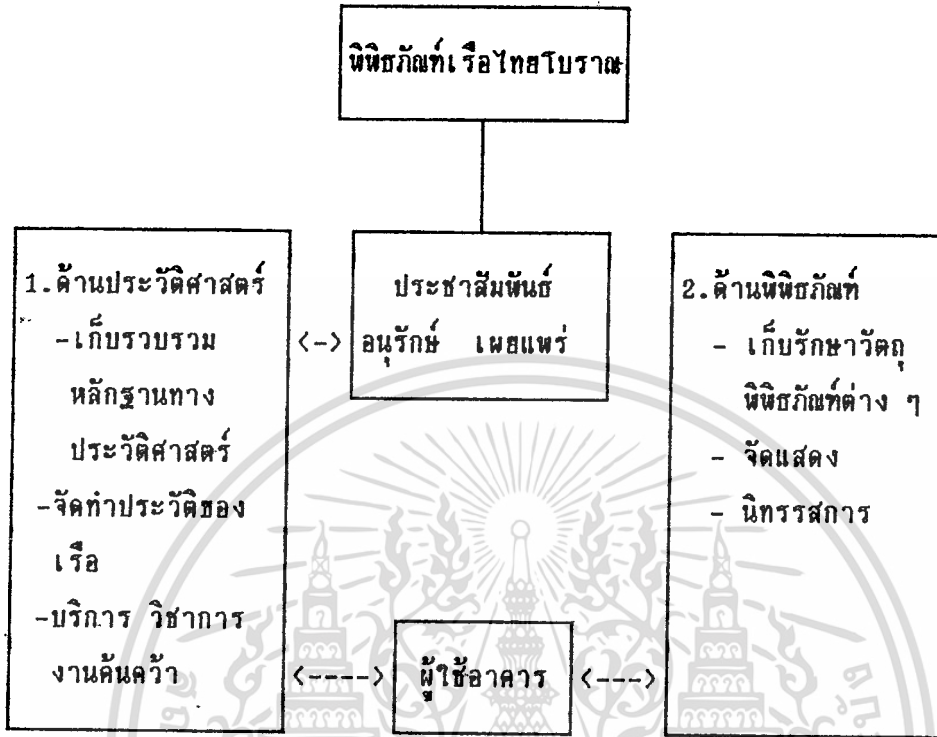 พิพิธภัณฑ์เรือไทยโบราณ
1.ด้านประวัติศาสตร์
-เก็บรวบรวม
หลักฐานทาง
ประวัติศาสตร์
-จัดทำประวัติของ
เรือ
-บริการ วิชาการ
งานค้นคว้า
<->
ประชาสัมพันธ์
อนุรักษ์ เผยแพร่
2.ด้านพิพิธภัณฑ์
- เก็บรักษาวัตถุ
พิพิธภัณฑ์ต่าง ๆ
- จัดแสดง
- นิทรรสการ
<----> ผู้ใช้อาคาร <--->